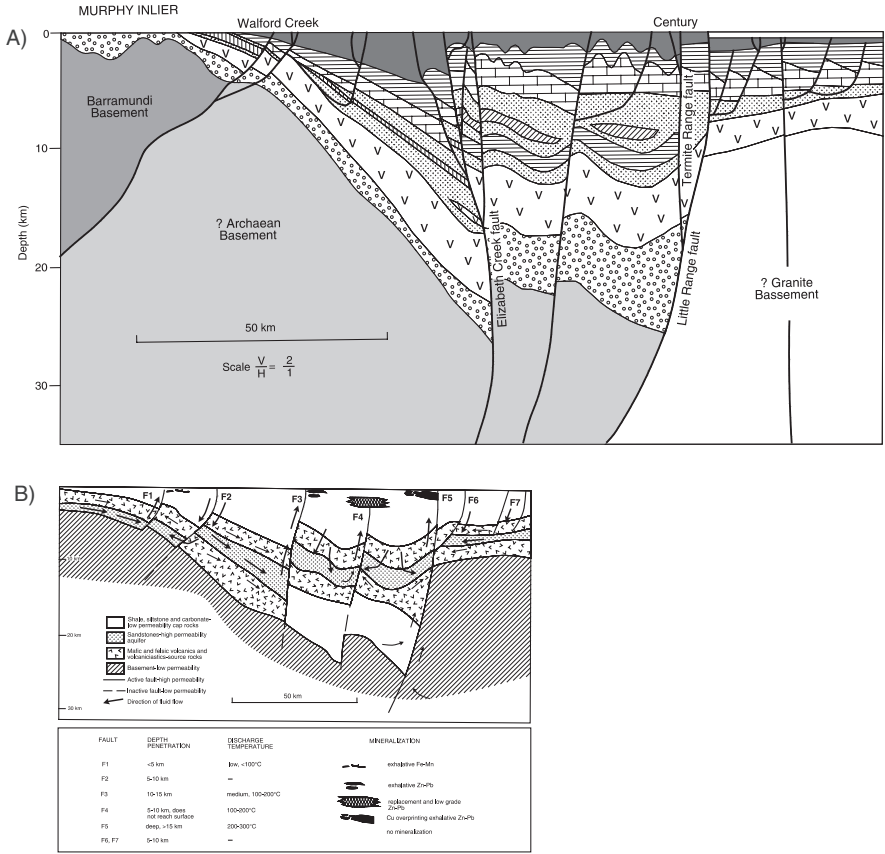 A)
MURPHY INLIER
Walford Creek
Century
0
10
20
30
Depth (km)
Barramundi
Basement
? Archaean
Basement
50 km
Scale V/H = 2/1
Elizabeth Creek fault
Termite Range fault
Little Range fault
? Granite
Bassement
B)
F1
F2
F3
F4
F5
F6
F7
20 km
30 km
Shale, siltstone and carbonate-
low permeability cap rocks
Sandstones-high permeability
aquifer
Mafic and felsic volcanics and
volcaniclastics-source rocks
Basement-low permeability
Active fault-high permeability
Inactive fault-low permeability
Direction of fluid flow
50 km
FAULT DEPTH PENETRATION DISCHARGE TEMPERATURE MINERALIZATION
F1 <5 km low, <100°C exhalative Fe-Mn
F2 5-10 km – exhalative Zn-Pb
F3 10-15 km medium, 100-200°C replacement and low grade Zn-Pb
F4 5-10 km, does not reach surface 100-200°C Cu overprinting exhalative Zn-Pb
F5 deep, >15 km 200-300°C no mineralization
F6, F7 5-10 km –